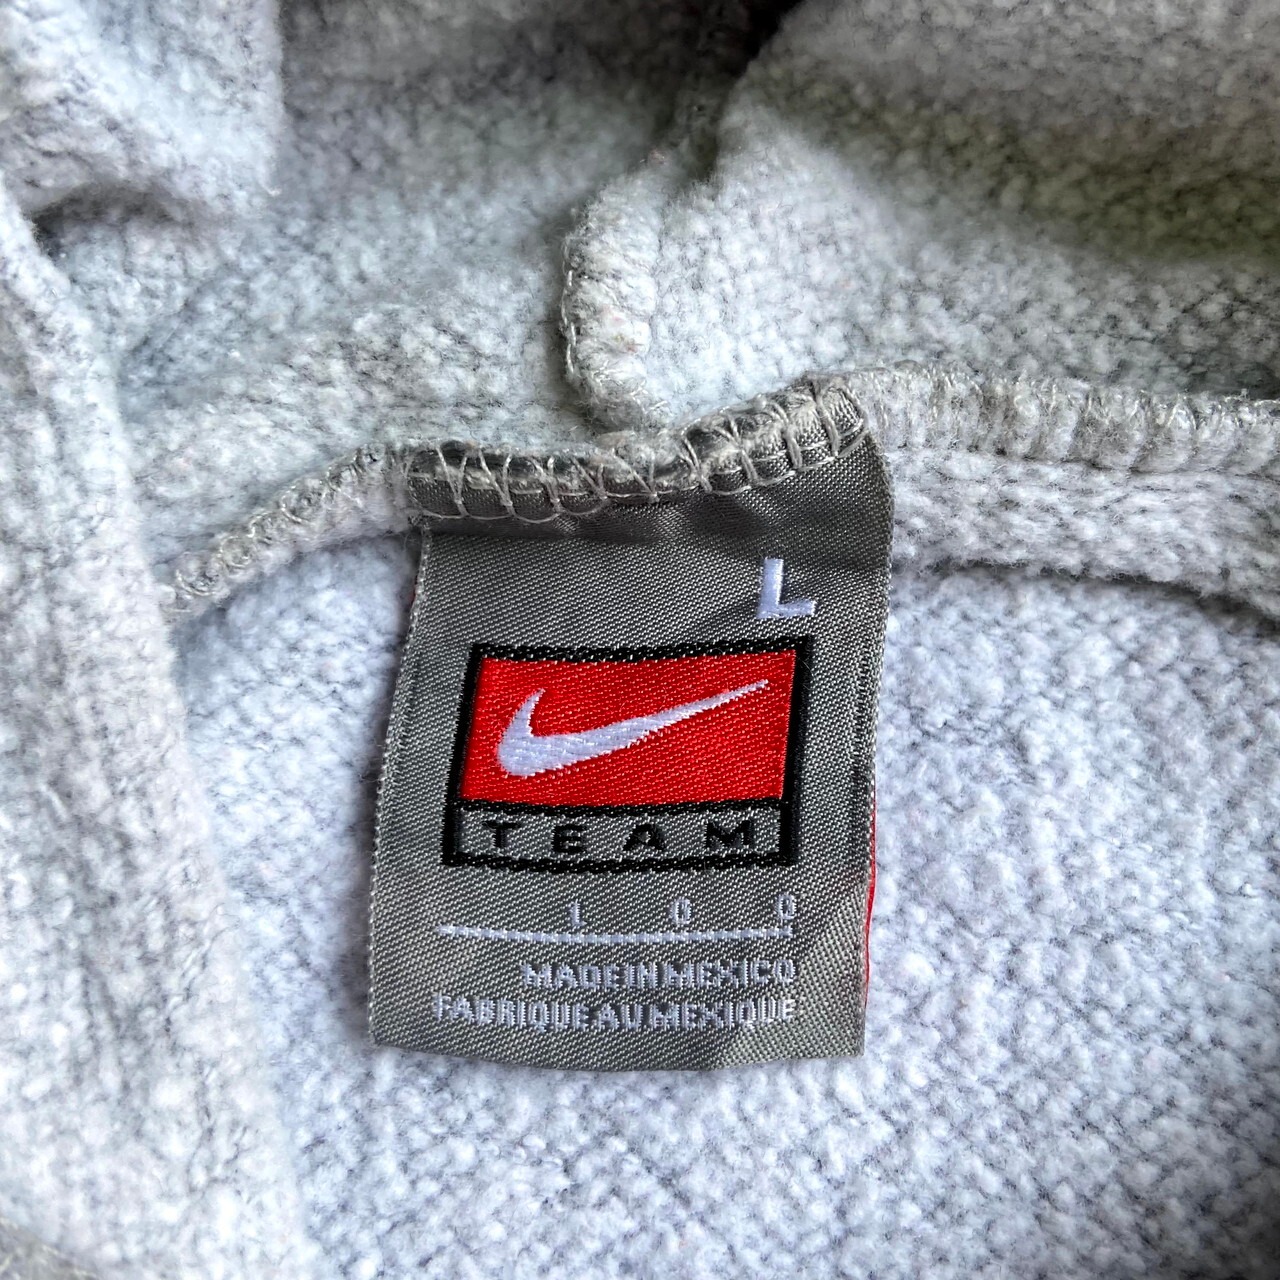 L
TEAM
1 0 0
MADE IN MEXICO
FABRIQUE AU MEXIQUE